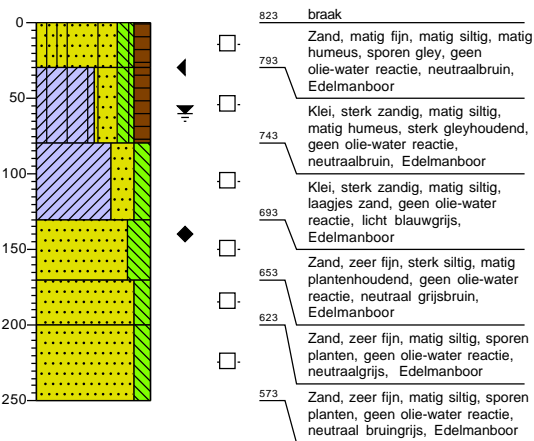 0
50
100
150
200
250
823 braak
Zand, matig fijn, matig siltig, matig
humeus, sporen gley, geen
793 olie-water reactie, neutraalbruin,
Edelmanboor
Klei, sterk zandig, matig siltig,
matig humeus, sterk gleyhoudend,
743 geen olie-water reactie,
neutraalbruin, Edelmanboor
Klei, sterk zandig, matig siltig,
laagjes zand, geen olie-water
693 reactie, licht blauwgrijs,
Edelmanboor
Zand, zeer fijn, sterk siltig, matig
653 plantenhoudend, geen olie-water
reactie, neutraal grijsbruin,
Edelmanboor
623
Zand, zeer fijn, matig siltig, sporen
planten, geen olie-water reactie,
neutraalgrijs, Edelmanboor
573
Zand, zeer fijn, matig siltig, sporen
planten, geen olie-water reactie,
neutraal bruingrijs, Edelmanboor